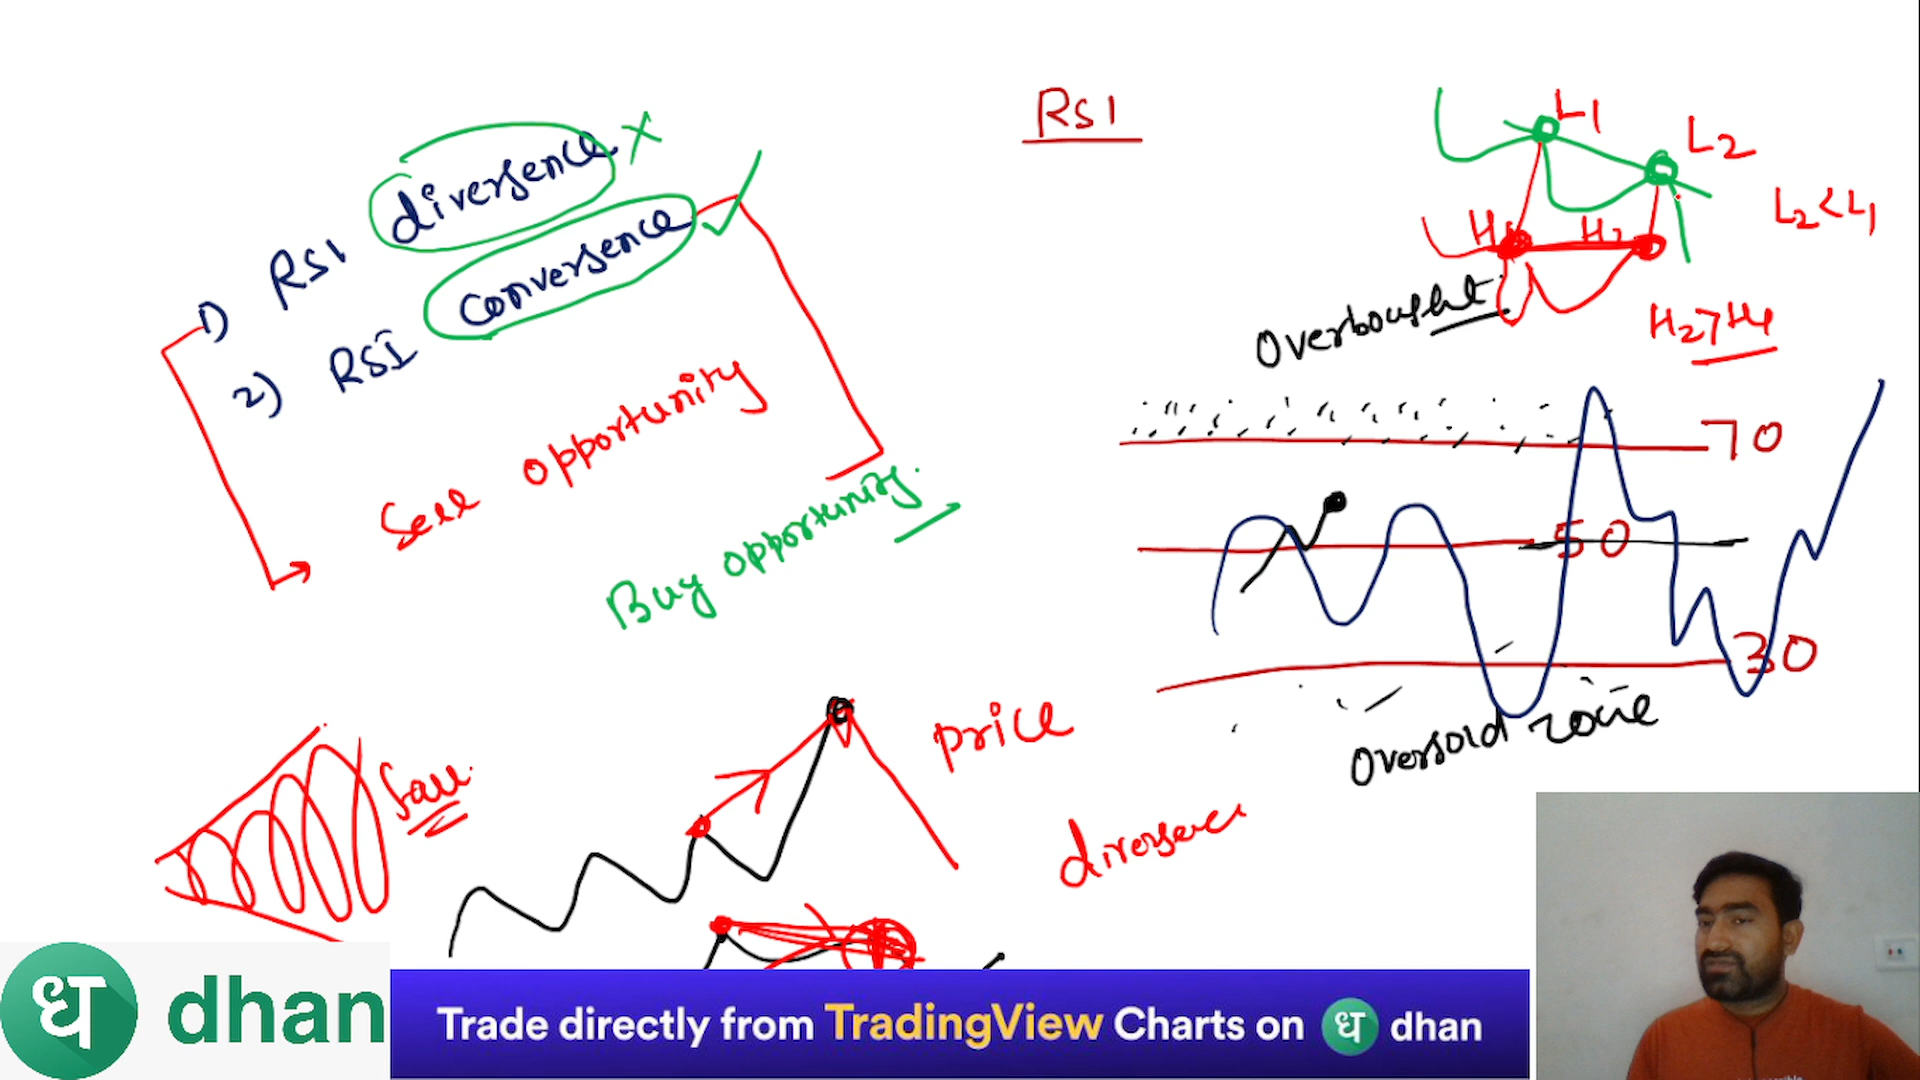 RSI
1) RSI divergence X
2) RSI convergence
Sell opportunity
Buy opportunity.
L1
L2
L2<L1
H1
H2
H2>H1
Overbought
70
50
30
Oversold zone
price
divergence
ध dhan
Trade directly from TradingView Charts on ध dhan